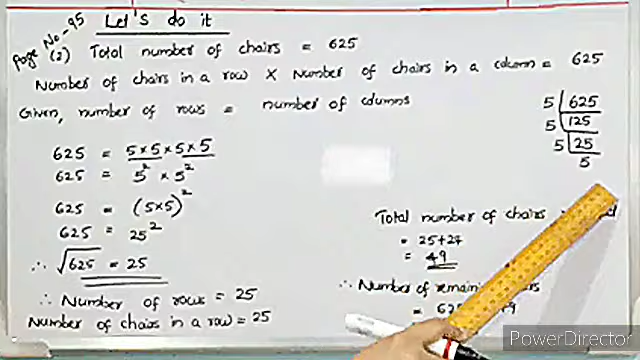 Page No-95
Let's do it
(2) Total number of chairs = 625
Number of chairs in a row × Number of chairs in a column = 625
Given, number of rows = number of columns
5 625
5 125
5 25
5
625 = 5×5×5×5
625 = 5² × 5²
625 = (5×5)²
625 = 25²
∴ √625 = 25
∴ Number of rows = 25
Number of chairs in a row = 25
Total number of chairs
= 25+24
= 49
∴ Number of
PowerDirector